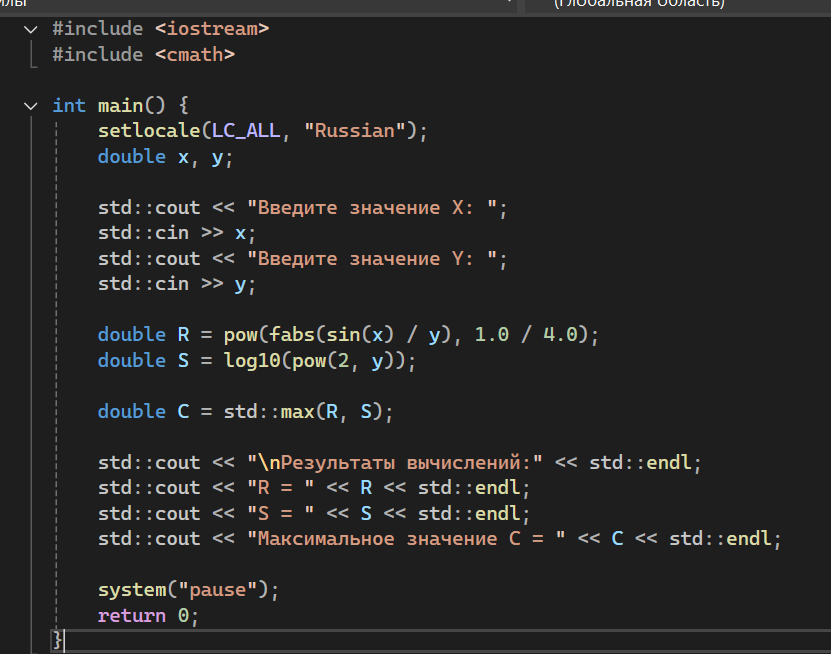 (Глобальная область)
#include <iostream>
#include <cmath>
int main() {
setlocale(LC_ALL, "Russian");
double x, y;
std::cout << "Введите значение X: ";
std::cin >> x;
std::cout << "Введите значение Y: ";
std::cin >> y;
double R = pow(fabs(sin(x) / y), 1.0 / 4.0);
double S = log10(pow(2, y));
double C = std::max(R, S);
std::cout << "\nРезультаты вычислений:" << std::endl;
std::cout << "R = " << R << std::endl;
std::cout << "S = " << S << std::endl;
std::cout << "Максимальное значение C = " << C << std::endl;
system("pause");
return 0;
}